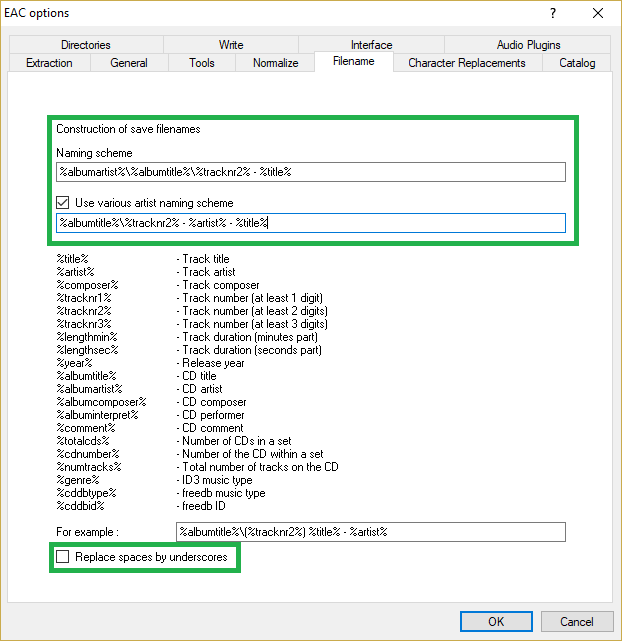 EAC options
?
Directories Write Interface Audio Plugins
Extraction General Tools Normalize Filename Character Replacements Catalog
Construction of save filenames
Naming scheme
%albumartist%\%albumtitle%\%tracknr2% - %title%
Use various artist naming scheme
%albumtitle%\%tracknr2% - %artist% - %title%
%title% - Track title
%artist% - Track artist
%composer% - Track composer
%tracknr1% - Track number (at least 1 digit)
%tracknr2% - Track number (at least 2 digits)
%tracknr3% - Track number (at least 3 digits)
%lengthmin% - Track duration (minutes part)
%lengthsec% - Track duration (seconds part)
%year% - Release year
%albumtitle% - CD title
%albumartist% - CD artist
%albumcomposer% - CD composer
%albuminterpret% - CD performer
%comment% - CD comment
%totalcds% - Number of CDs in a set
%cdnumber% - Number of the CD within a set
%numtracks% - Total number of tracks on the CD
%genre% - ID3 music type
%cddbtype% - freedb music type
%cddbid% - freedb ID
For example : %albumtitle%\(%tracknr2%) %title% - %artist%
Replace spaces by underscores
OK Cancel